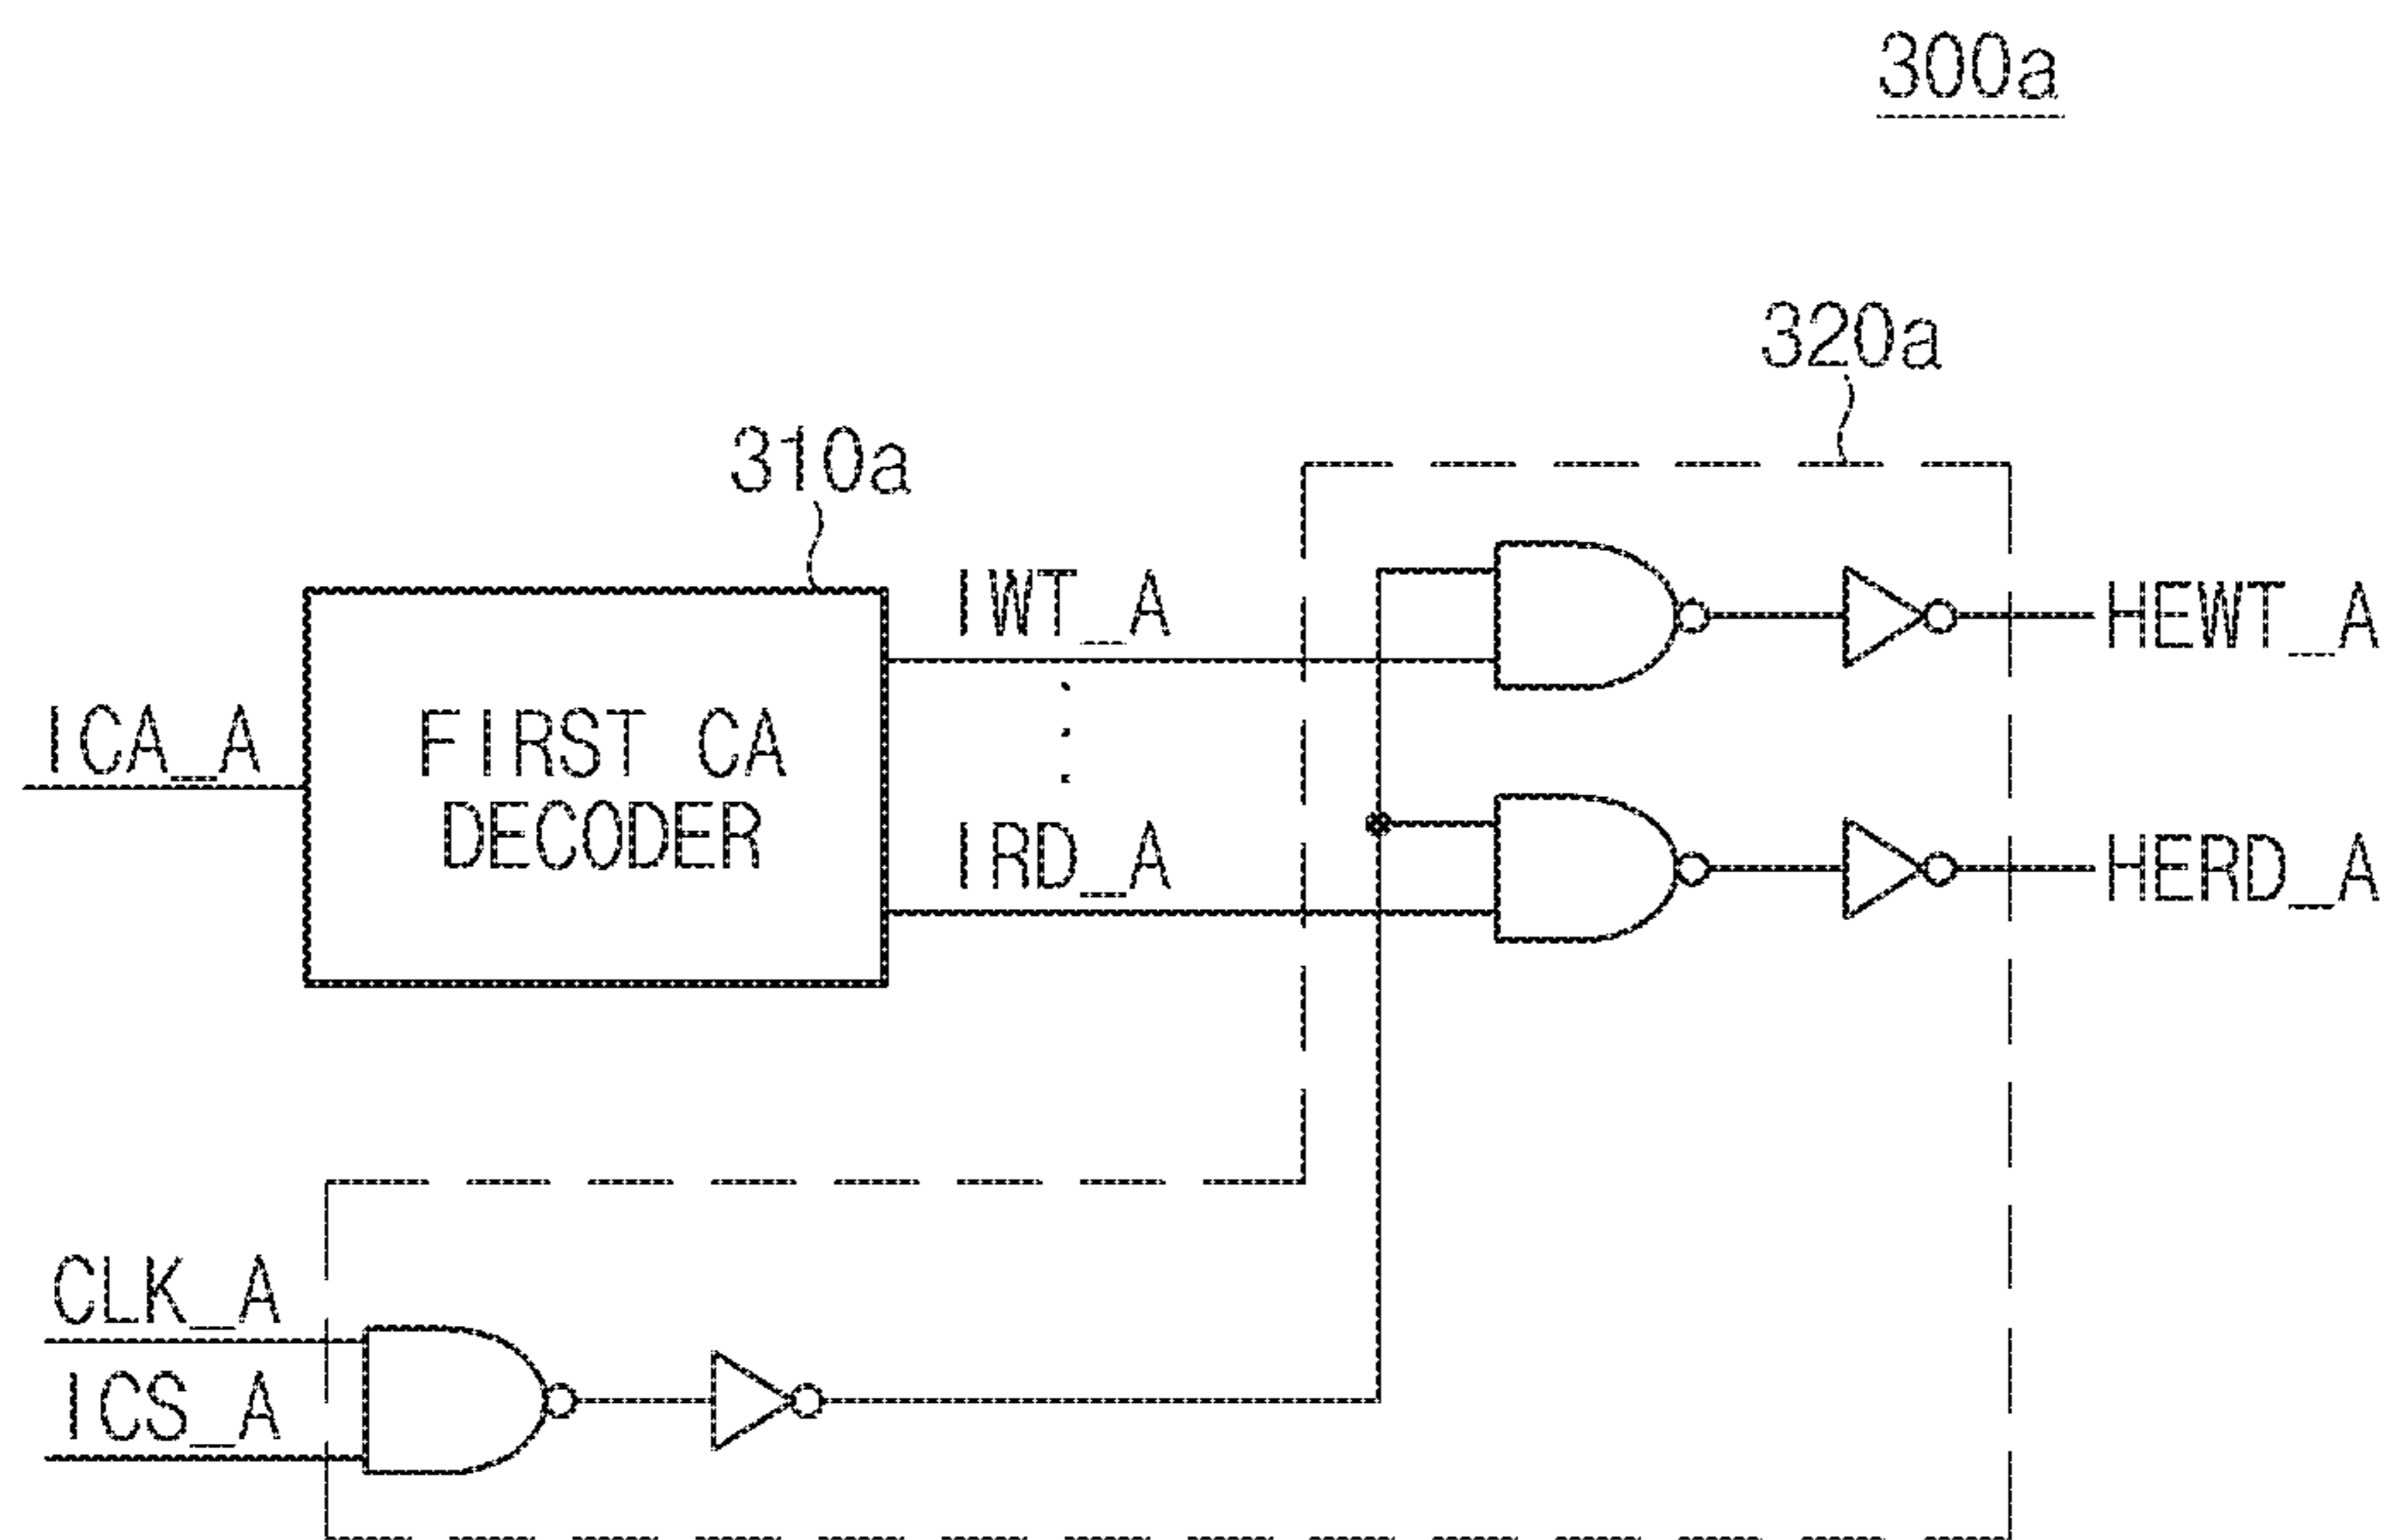 300a
320a
310a
IWT_A
HEWT_A
ICA_A
FIRST CA
DECODER
IRD_A
HERD_A
CLK_A
ICS_A